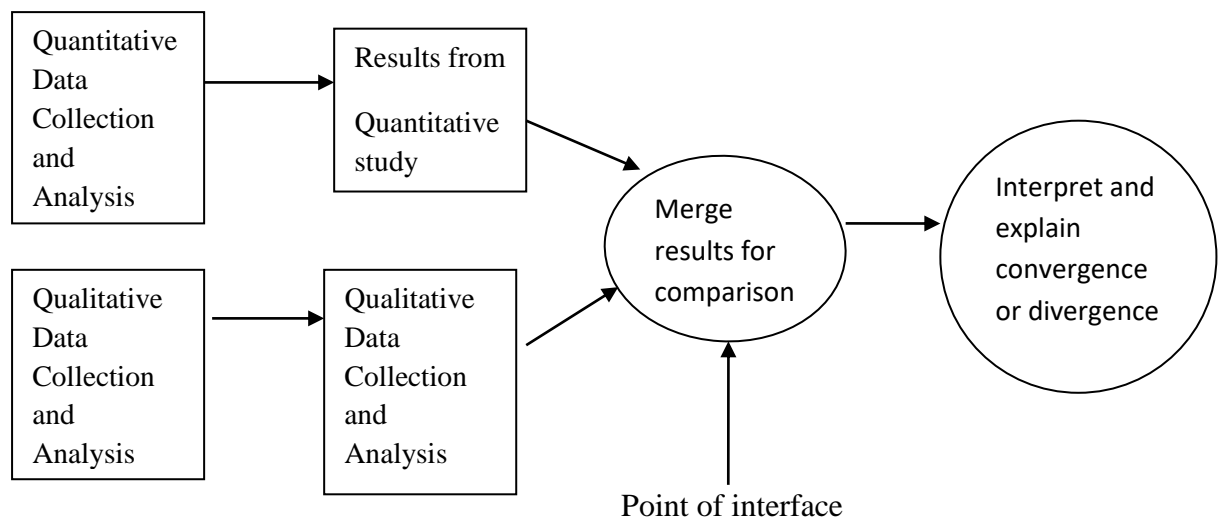 Quantitative
Data
Collection
and
Analysis
Results from
Quantitative
study
Qualitative
Data
Collection
and
Analysis
Qualitative
Data
Collection
and
Analysis
Merge
results for
comparison
Interpret and
explain
convergence
or divergence
Point of interface